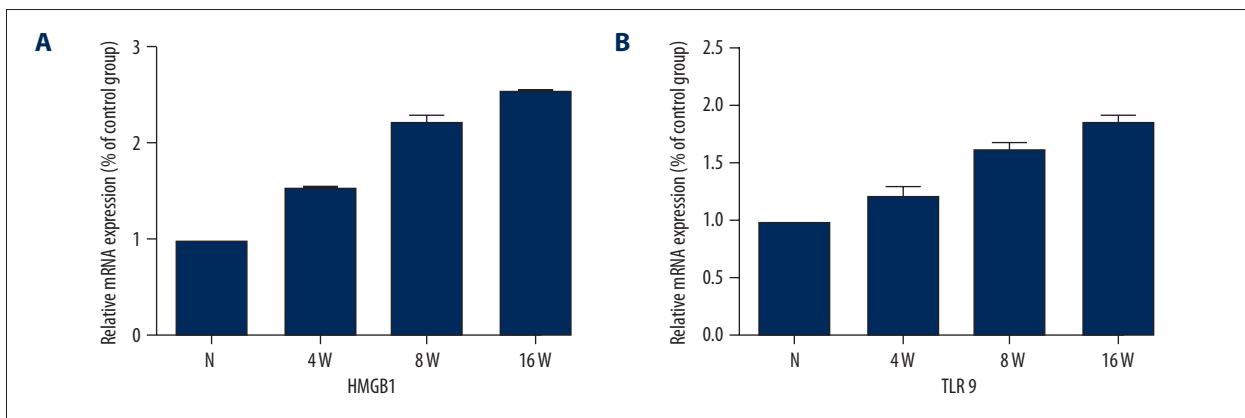 A
Relative mRNA expression (% of control group)
3
2
1
0
N 4 W 8 W 16 W
HMGB1
B
Relative mRNA expression (% of control group)
2.5
2.0
1.5
1.0
0.5
0.0
N 4 W 8 W 16 W
TLR 9